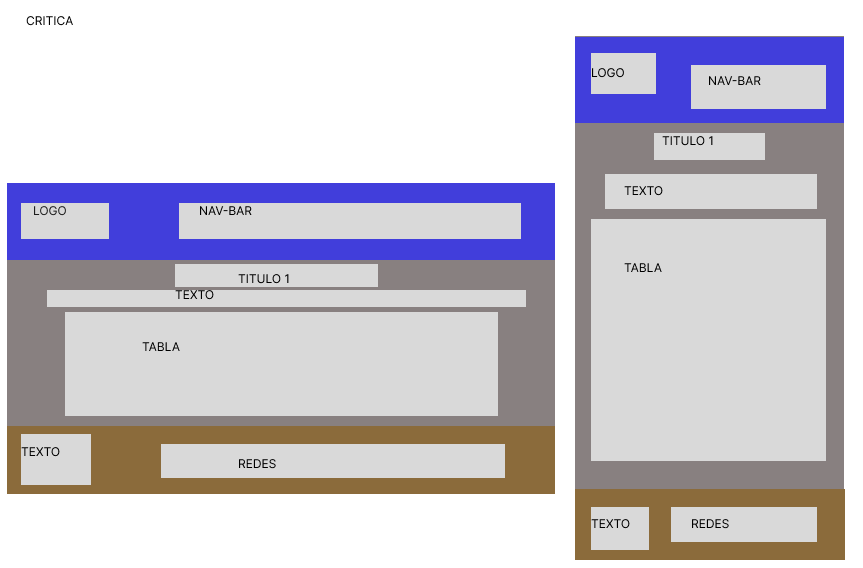 CRITICA
LOGO
NAV-BAR
TITULO 1
TEXTO
TABLA
TEXTO
REDES
LOGO
NAV-BAR
TITULO 1
TEXTO
TABLA
TEXTO
REDES